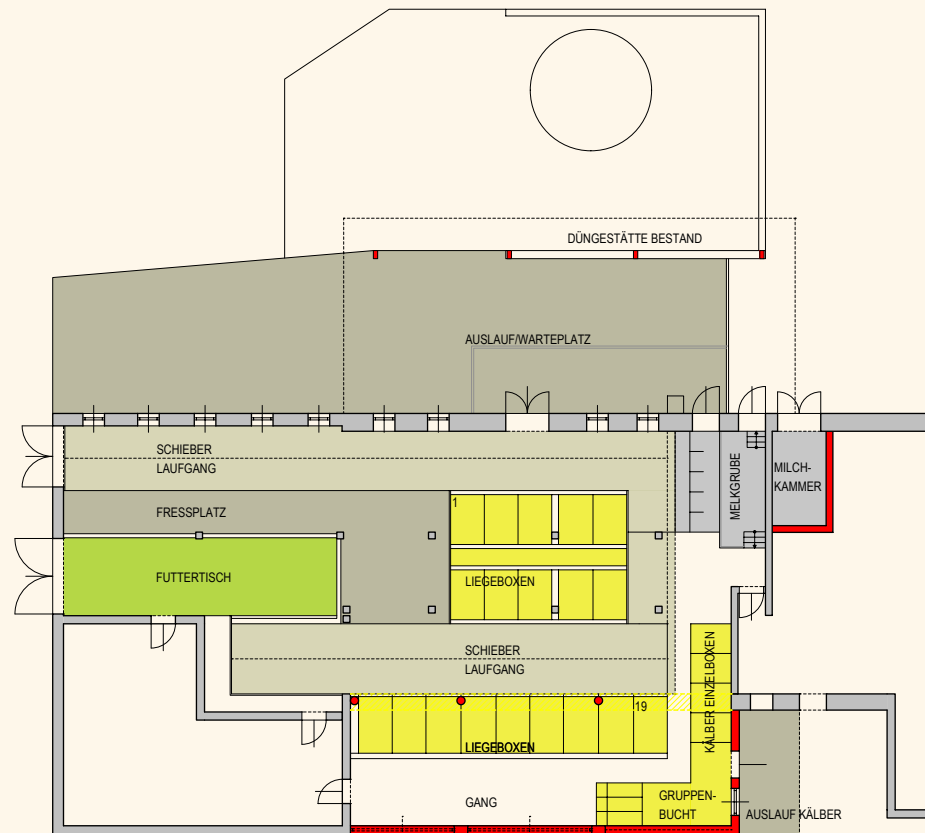 DÜNGESTÄTTE BESTAND
AUSLAUF/WARTEPLATZ
SCHIEBER
LAUFGANG
MELKGRUBE
MILCH-
KAMMER
1
FRESSPLATZ
FUTTERTISCH
LIEGEBOXEN
SCHIEBER
LAUFGANG
KÄLBER EINZELBOXEN
19
LIEGEBOXEN
GANG
GRUPPEN-
BUCHT
AUSLAUF KÄLBER